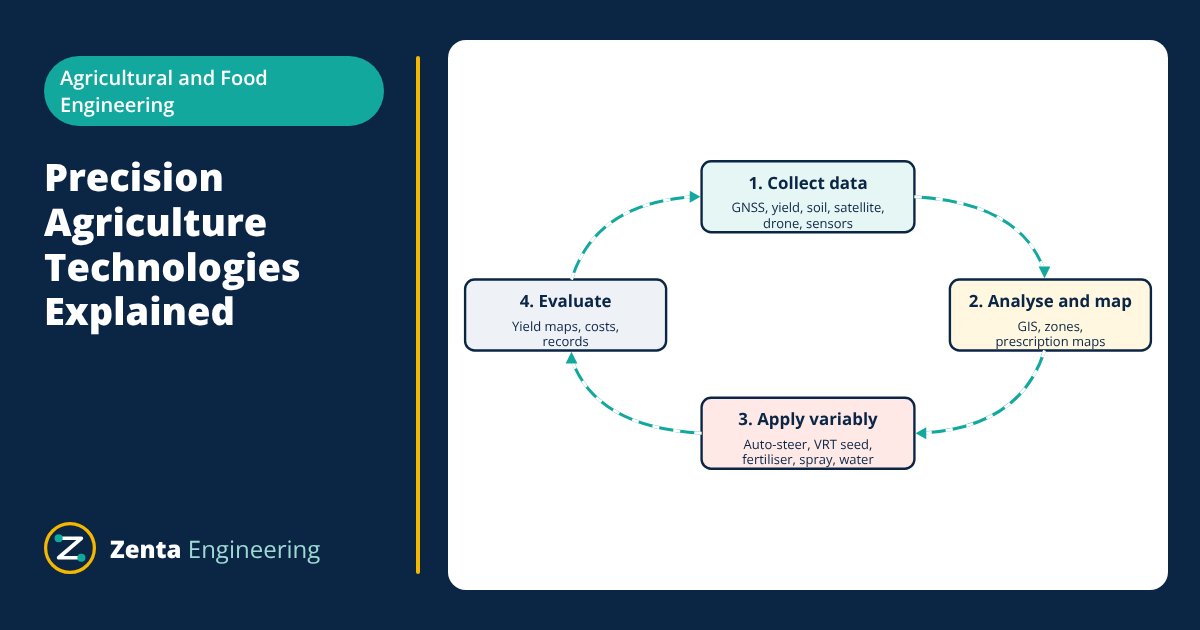 Agricultural and Food
Engineering
Precision
Agriculture
Technologies
Explained
Zenta Engineering
1. Collect data
GNSS, yield, soil, satellite,
drone, sensors
2. Analyse and map
GIS, zones,
prescription maps
3. Apply variably
Auto-steer, VRT seed,
fertiliser, spray, water
4. Evaluate
Yield maps, costs,
records